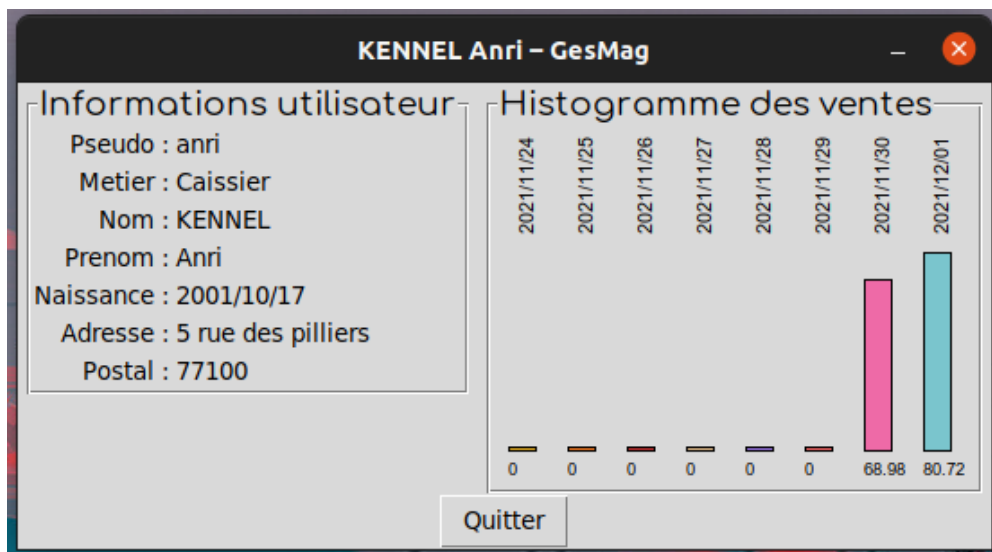 KENNEL Anri – GesMag
Informations utilisateur
Pseudo : anri
Metier : Caissier
Nom : KENNEL
Prenom : Anri
Naissance : 2001/10/17
Adresse : 5 rue des pilliers
Postal : 77100
Histogramme des ventes
2021/11/24
2021/11/25
2021/11/26
2021/11/27
2021/11/28
2021/11/29
2021/11/30
2021/12/01
0 0 0 0 0 0 68.98 80.72
Quitter